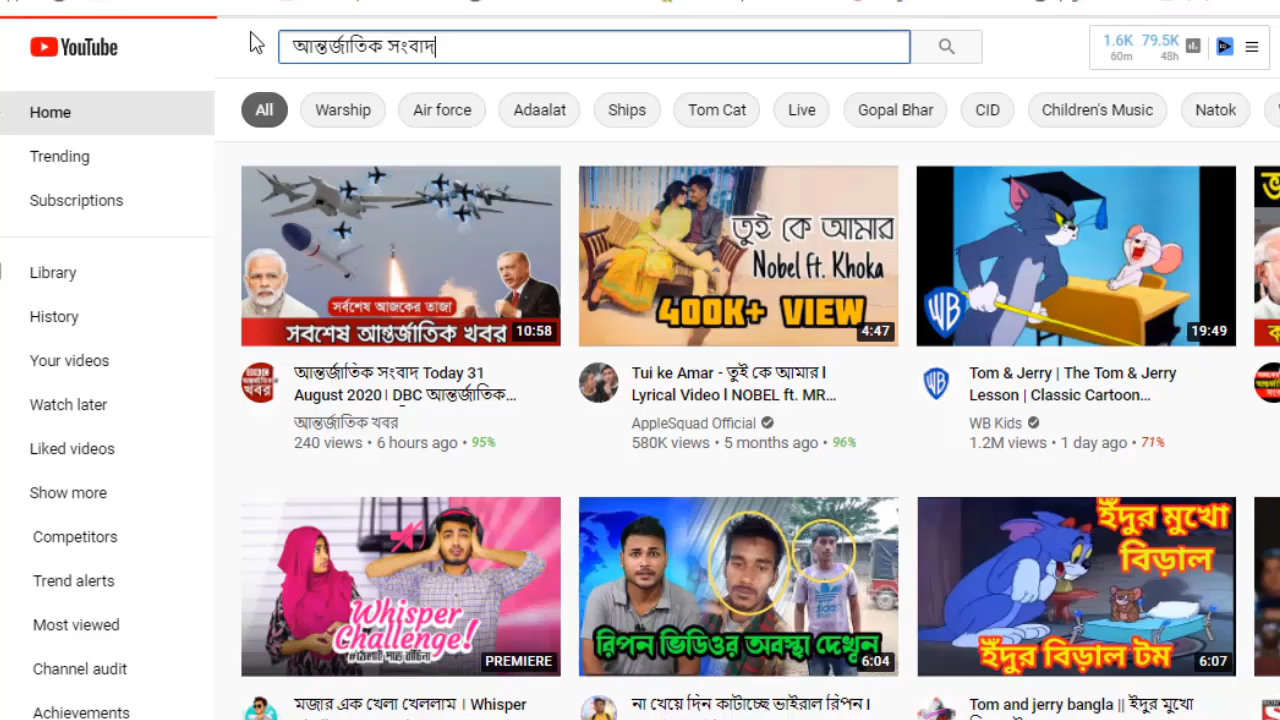 YouTube
আন্তর্জাতিক সংবাদ
1.6K 79.5K
60m 48h
All Warship Air force Adaalat Ships Tom Cat Live Gopal Bhar CID Children's Music Natok
Home
Trending
Subscriptions
Library
History
Your videos
Watch later
Liked videos
Show more
Competitors
Trend alerts
Most viewed
Channel audit
Achievements
সর্বশেষ আজকের তাজা
সবশেষ আন্তর্জাতিক খবর
10:58
আন্তর্জাতিক সংবাদ Today 31
August 2020। DBC আন্তর্জাতিক...
আন্তর্জাতিক খবর
240 views • 6 hours ago • 95%
তুই কে আমার
Nobel ft. Khoka
400K+ VIEW
4:47
Tui ke Amar - তুই কে আমার l
Lyrical Video l NOBEL ft. MR...
AppleSquad Official
580K views • 5 months ago • 96%
WB
19:49
Tom & Jerry | The Tom & Jerry
Lesson | Classic Cartoon...
WB Kids
1.2M views • 1 day ago • 71%
Whisper
Challenge!
PREMIERE
মজার এক খেলা খেললাম । Whisper
রিপন ভিডিওর অবস্থা দেখুন
6:04
না খেয়ে দিন কাটাচ্ছে ভাইরাল রিপন।
ইঁদুর মুখো
বিড়াল
ইঁদুর বিড়াল টম
6:07
Tom and jerry bangla || ইঁদুর মুখো